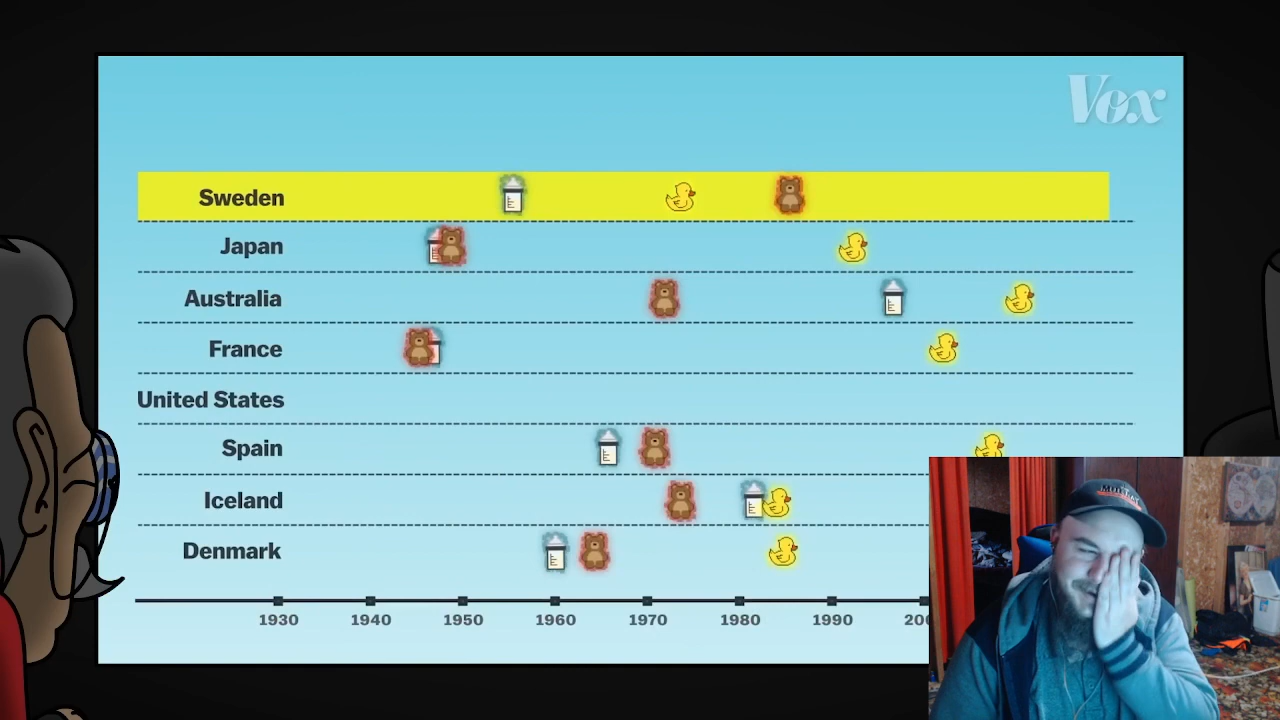 Vox
Sweden
Japan
Australia
France
United States
Spain
Iceland
Denmark
1930 1940 1950 1960 1970 1980 1990